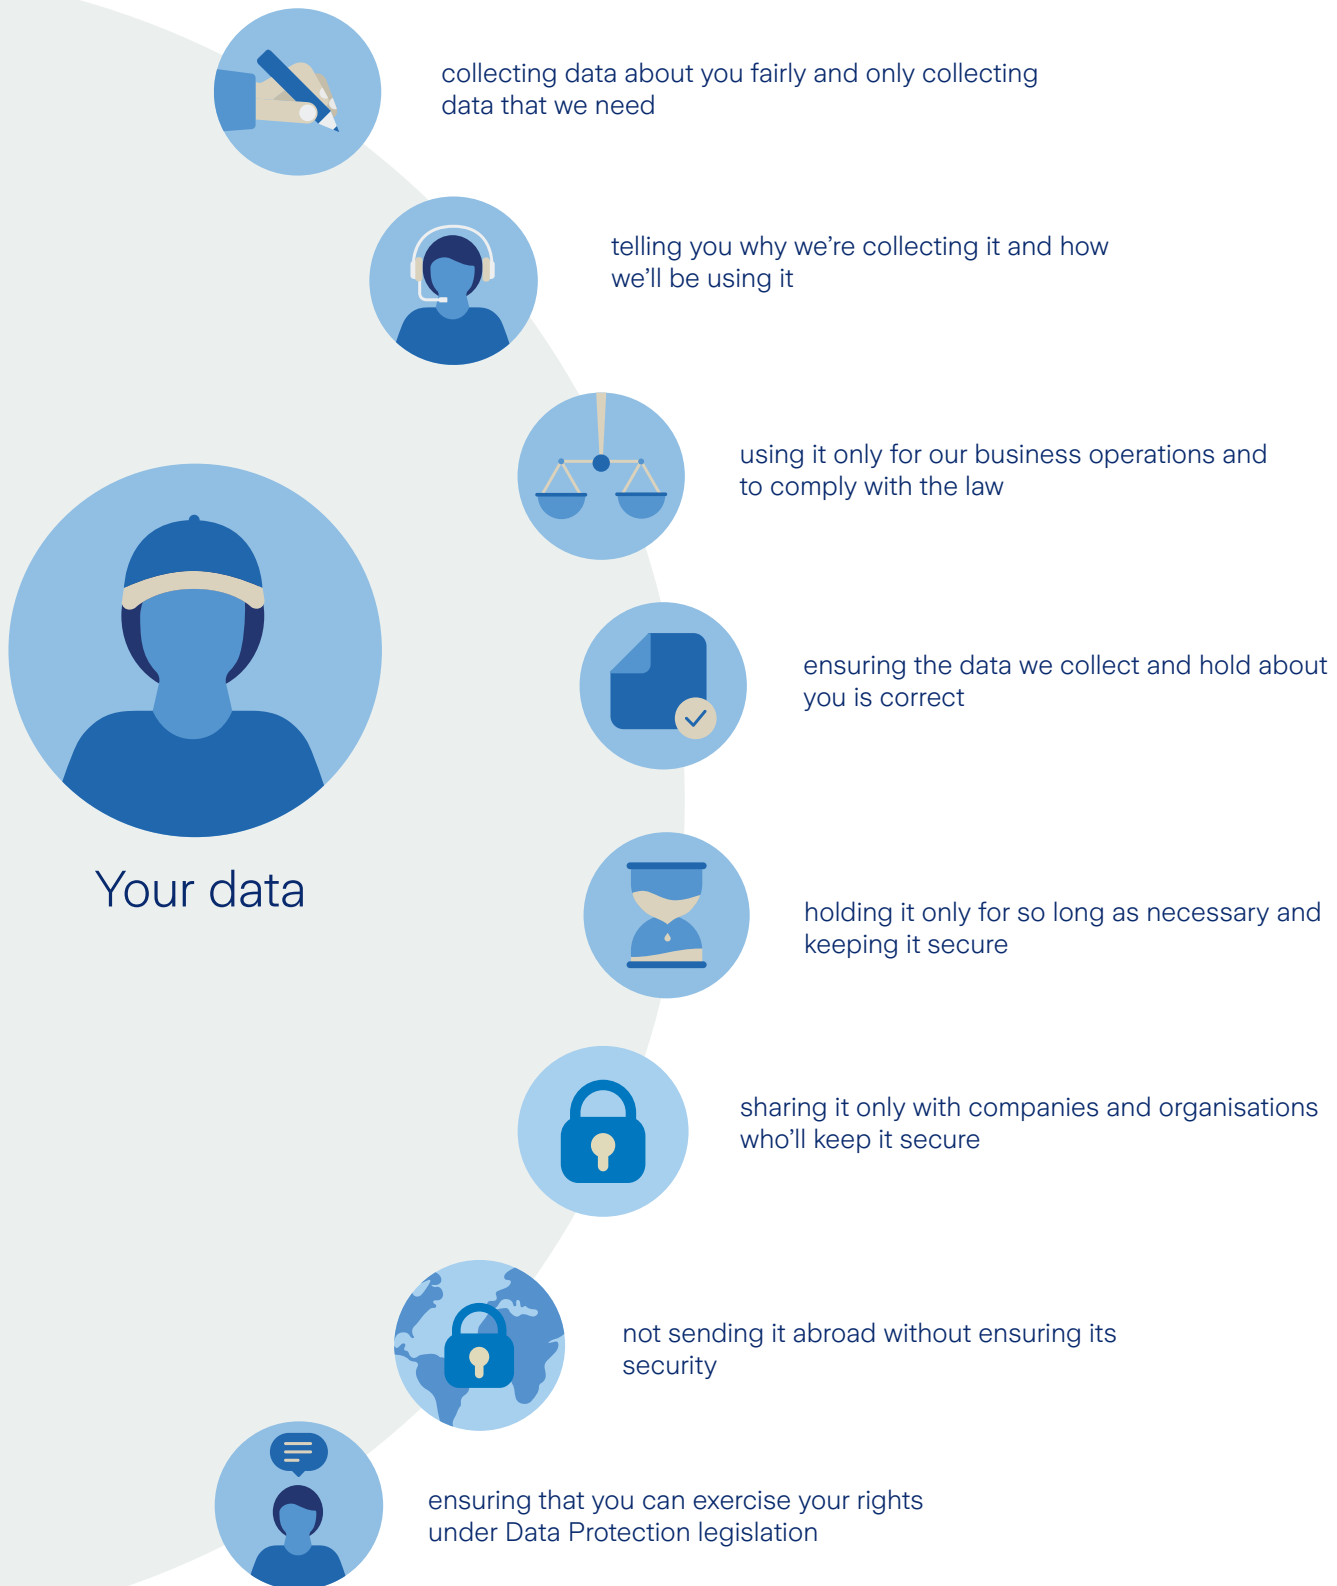 collecting data about you fairly and only collecting
data that we need
telling you why we’re collecting it and how
we’ll be using it
using it only for our business operations and
to comply with the law
ensuring the data we collect and hold about
you is correct
Your data
holding it only for so long as necessary and
keeping it secure
sharing it only with companies and organisations
who’ll keep it secure
not sending it abroad without ensuring its
security
ensuring that you can exercise your rights
under Data Protection legislation